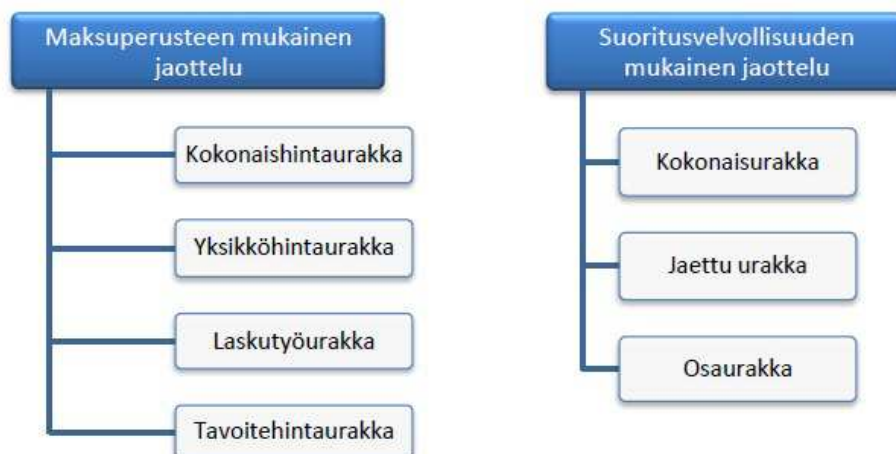 Maksuperusteen mukainen
jaottelu
Kokonaishintaurakka
Yksikköhintaurakka
Laskutyöurakka
Tavoitehintaurakka
Suoritusvelvollisuuden
mukainen jaottelu
Kokonaisurakka
Jaettu urakka
Osaurakka